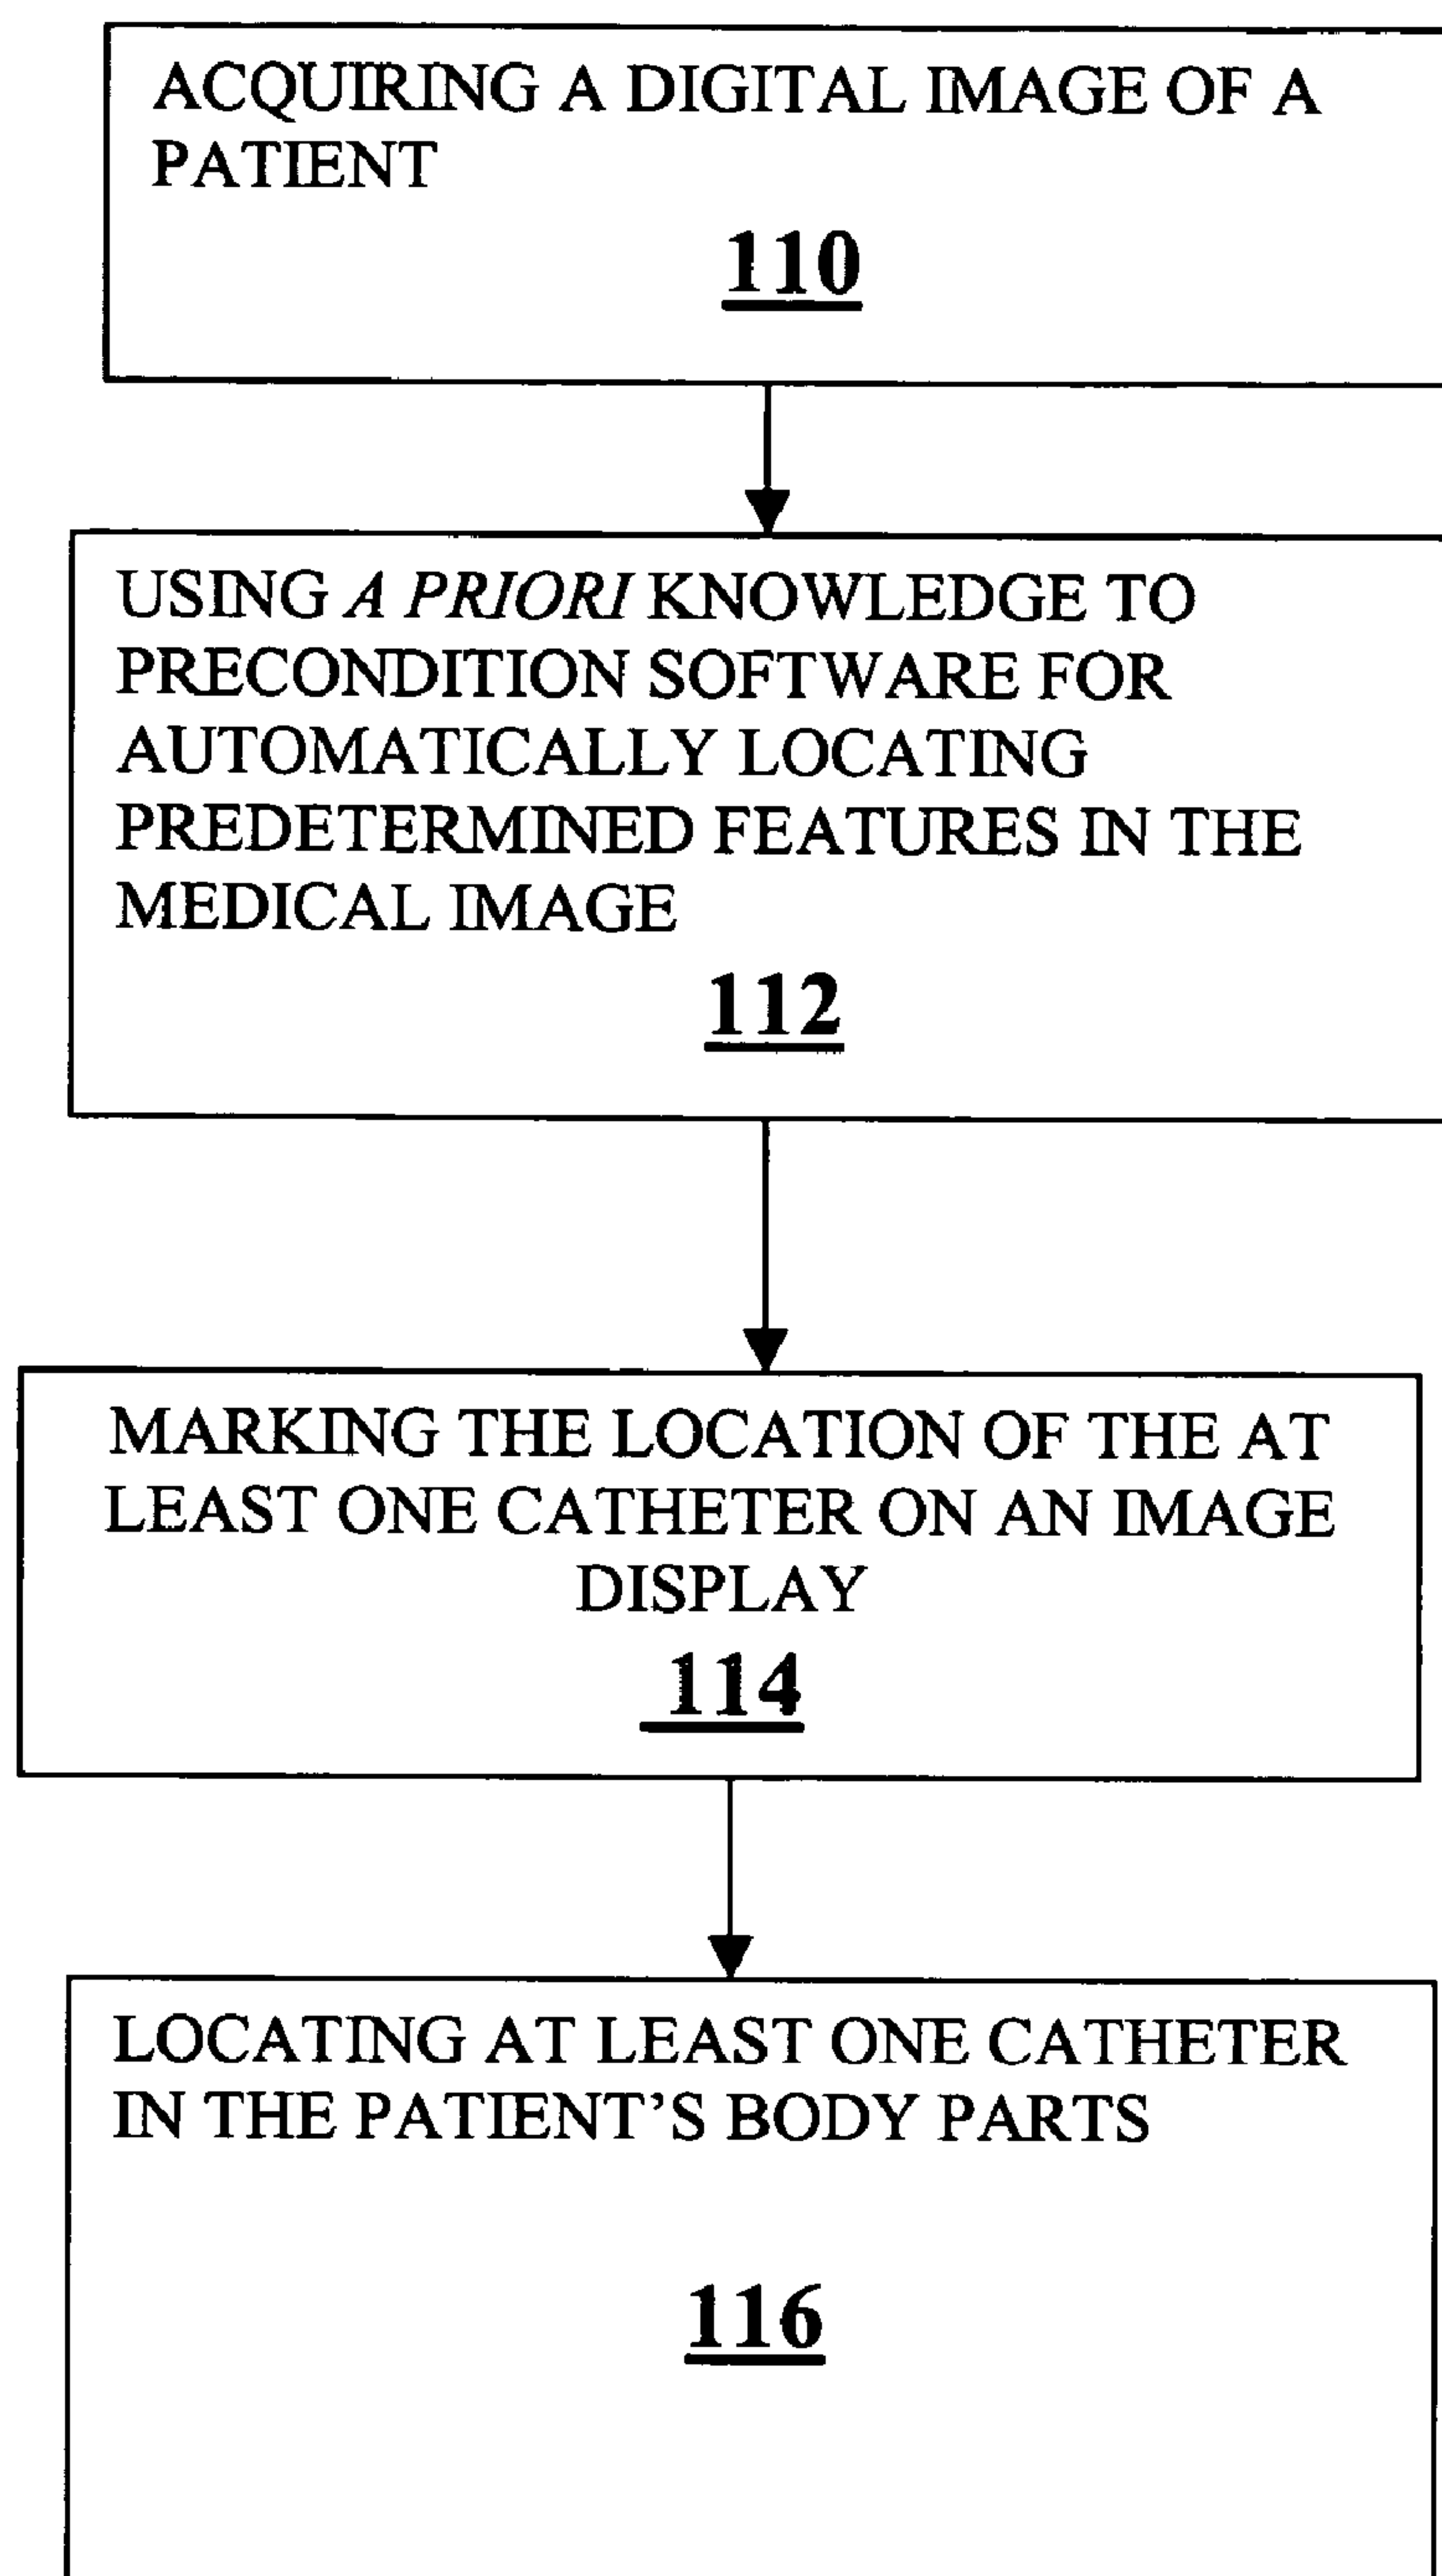 ACQUIRING A DIGITAL IMAGE OF A
PATIENT
110
USING A PRIORI KNOWLEDGE TO
PRECONDITION SOFTWARE FOR
AUTOMATICALLY LOCATING
PREDETERMINED FEATURES IN THE
MEDICAL IMAGE
112
MARKING THE LOCATION OF THE AT
LEAST ONE CATHETER ON AN IMAGE
DISPLAY
114
LOCATING AT LEAST ONE CATHETER
IN THE PATIENT'S BODY PARTS
116